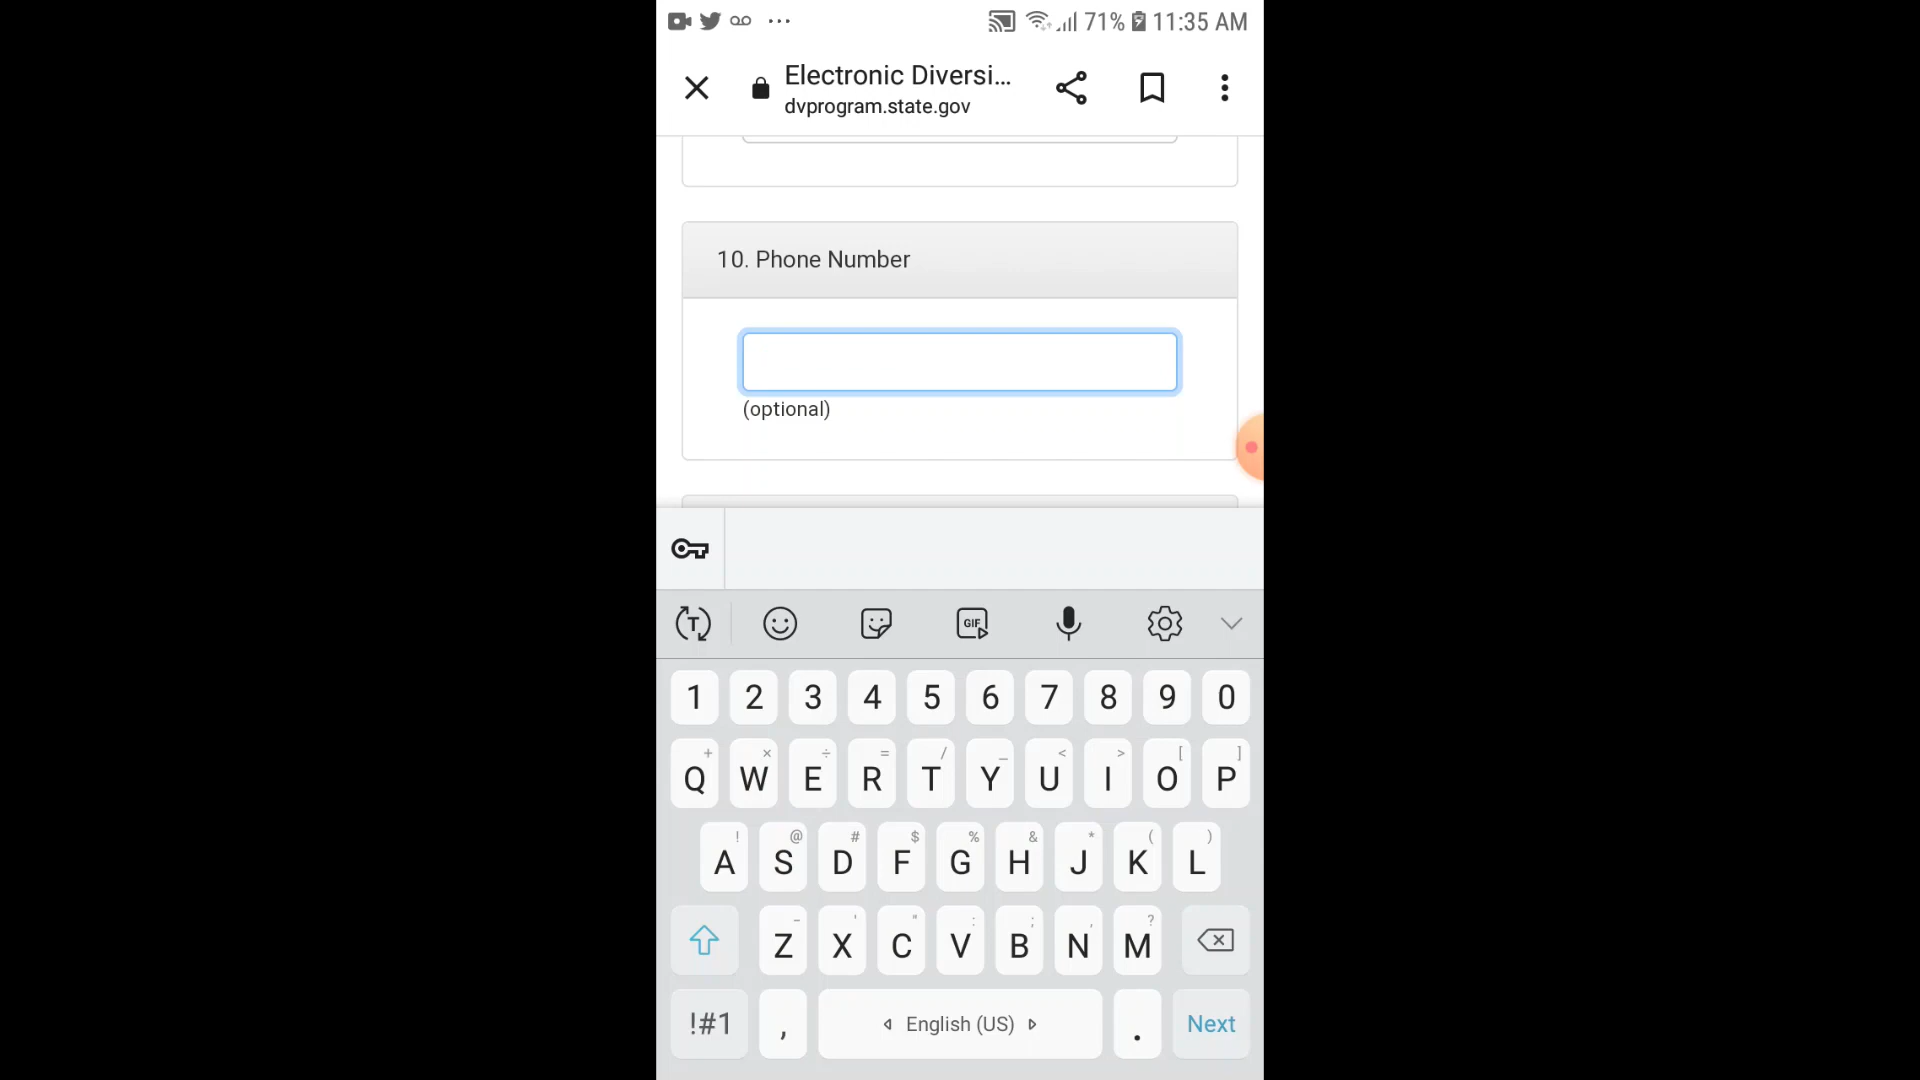 71% 11:35 AM
Electronic Diversi...
dvprogram.state.gov
10. Phone Number
(optional)
T GIF
1 2 3 4 5 6 7 8 9 0
+ × ÷ = / _ < > [ ]
Q W E R T Y U I O P
! @ # $ % & * ( )
A S D F G H J K L
- ' " : ; , ?
Z X C V B N M
!#1 , English (US) . Next